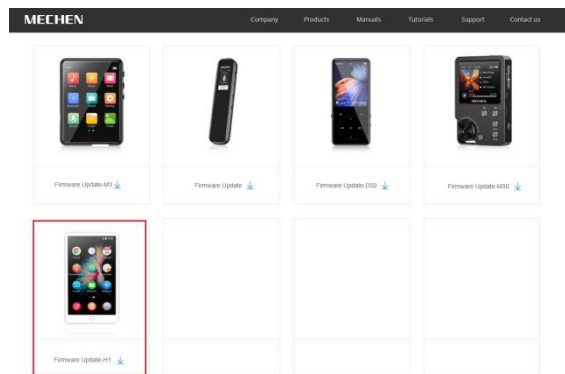 MECHEN
Company Products Manuals Tutorials Support Contact us
Firmware Update-M3
Firmware Update
Firmware Update-D50
Firmware Update-M30
Firmware Update-H1